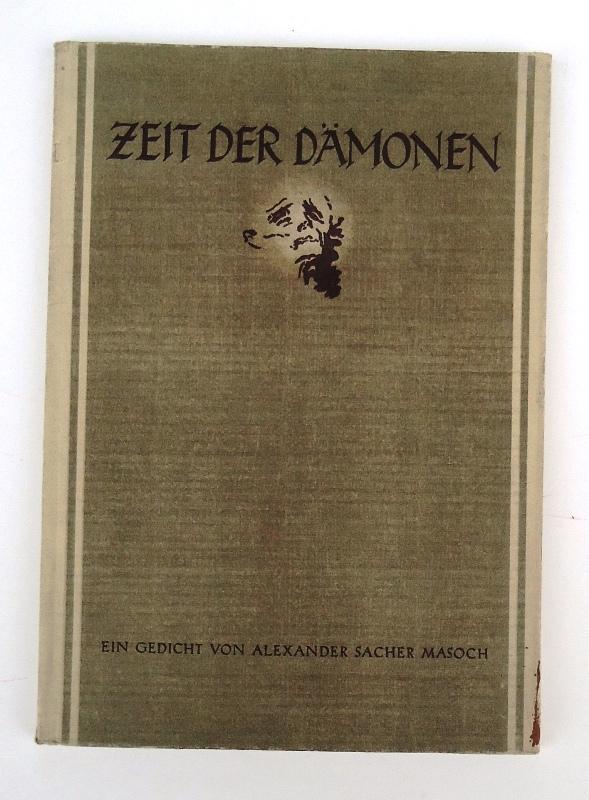 ZEIT DER DÄMONEN
EIN GEDICHT VON ALEXANDER SACHER MASOCH